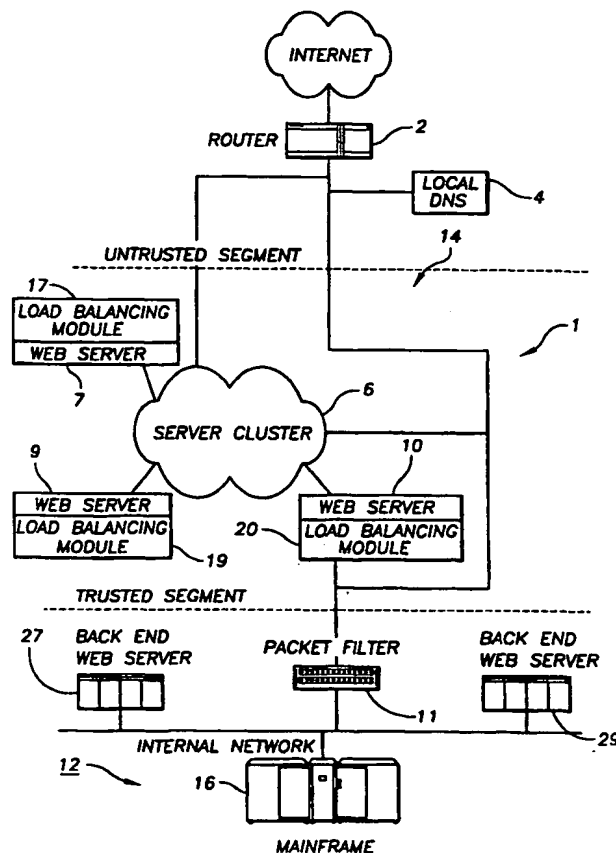 INTERNET
ROUTER
2
LOCAL
DNS
4
UNTRUSTED SEGMENT
14
17
LOAD BALANCING
MODULE
WEB SERVER
7
1
6
SERVER CLUSTER
9
WEB SERVER
LOAD BALANCING
MODULE
19
10
WEB SERVER
LOAD BALANCING
MODULE
20
TRUSTED SEGMENT
27
BACK END
WEB SERVER
PACKET FILTER
11
BACK END
WEB SERVER
29
INTERNAL NETWORK
12
16
MAINFRAME